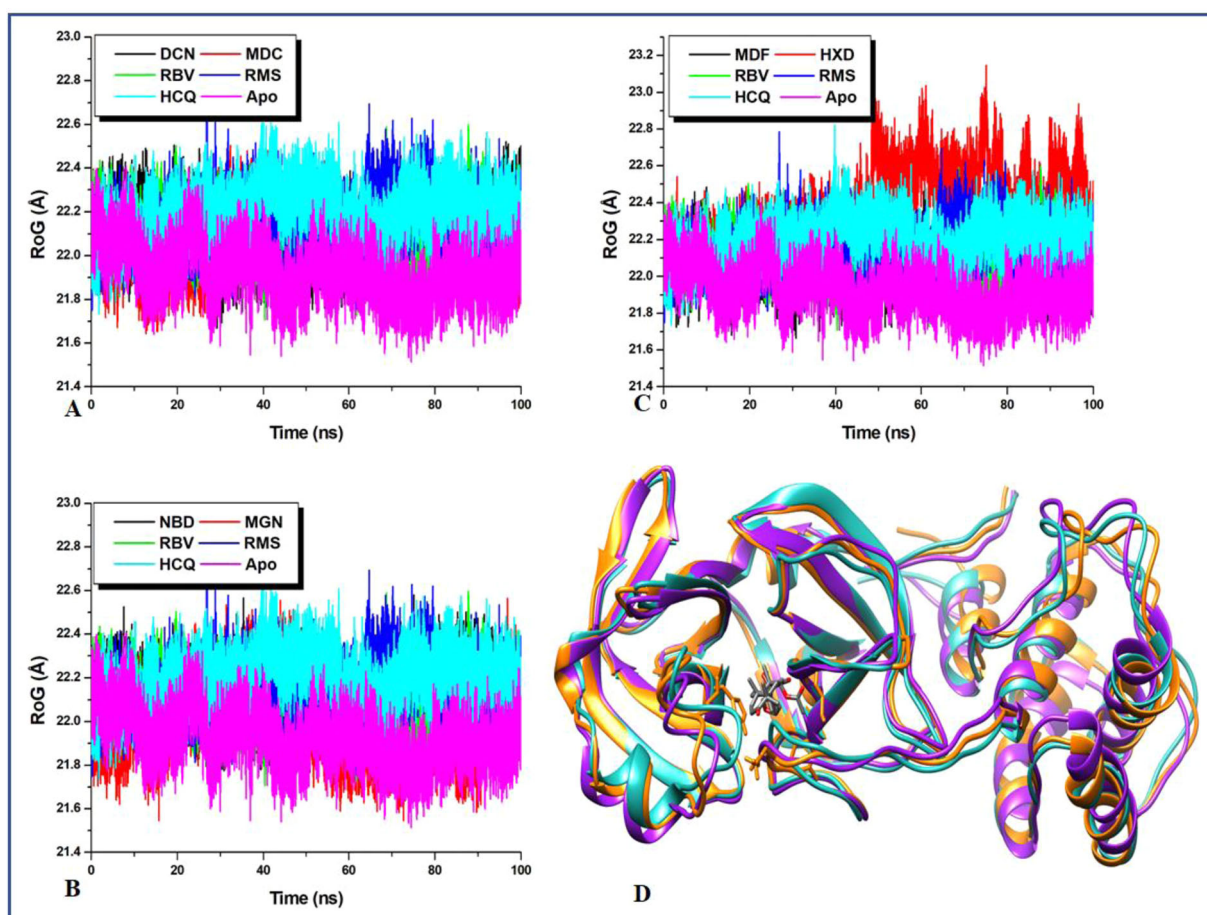 23.0
22.8
22.6
22.4
22.2
22.0
21.8
21.6
21.4
RoG (Å)
DCN MDC
RBV RMS
HCQ Apo
0 20 40 60 80 100
A
Time (ns)
23.2
23.0
22.8
22.6
22.4
22.2
22.0
21.8
21.6
21.4
RoG (Å)
MDF HXD
RBV RMS
HCQ Apo
0 20 40 60 80 100
C
Time (ns)
23.0
22.8
22.6
22.4
22.2
22.0
21.8
21.6
21.4
RoG (Å)
NBD MGN
RBV RMS
HCQ Apo
0 20 40 60 80 100
B
Time (ns)
D